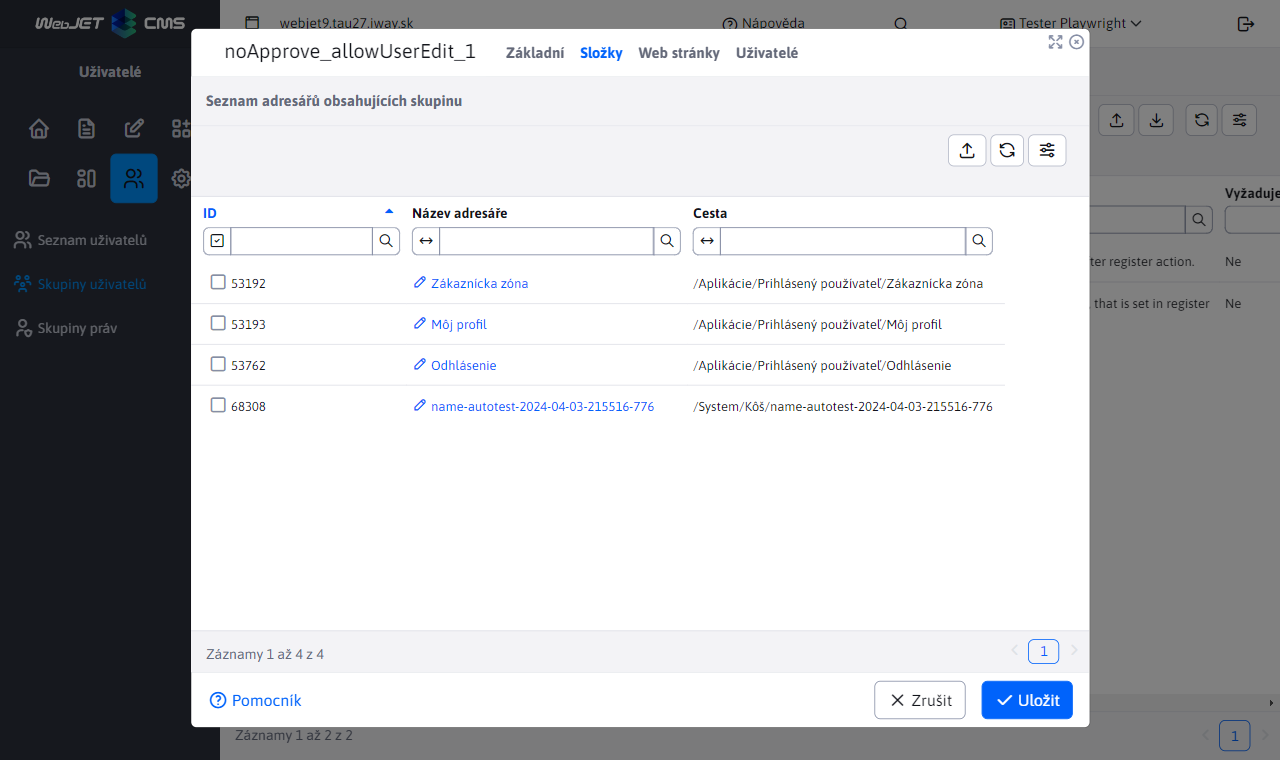 WebJET CMS
webjet9.tau27.iway.sk
Nápověda
Tester Playwright
Uživatelé
Seznam uživatelů
Skupiny uživatelů
Skupiny práv
noApprove_allowUserEdit_1
Základní
Složky
Web stránky
Uživatelé
Seznam adresářů obsahujících skupinu
ID
Název adresáře
Cesta
53192
Zákaznícka zóna
/Aplikácie/Prihlásený používateľ/Zákaznícka zóna
53193
Môj profil
/Aplikácie/Prihlásený používateľ/Môj profil
53762
Odhlásenie
/Aplikácie/Prihlásený používateľ/Odhlásenie
68308
name-autotest-2024-04-03-215516-776
/System/Kôš/name-autotest-2024-04-03-215516-776
Záznamy 1 až 4 z 4
1
Pomocník
Zrušit
Uložit
Vyžaduje
ter register action.
Ne
that is set in register
Ne
Záznamy 1 až 2 z 2
1